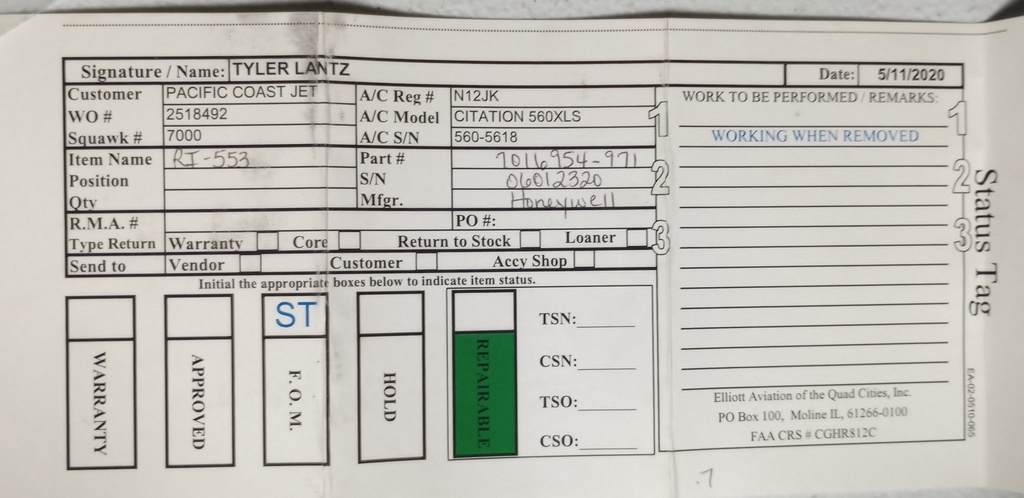 Signature / Name: TYLER LANTZ Date: 5/11/2020
Customer PACIFIC COAST JET A/C Reg # N12JK
WO # 2518492 A/C Model CITATION 560XLS
Squawk # 7000 A/C S/N 560-5618
Item Name RI-553 Part # 7016954-971
Position S/N 06012320
Qty Mfgr. Honeywell
R.M.A. # PO #:
Type Return Warranty Core Return to Stock Loaner
Send to Vendor Customer Accy Shop
Initial the appropriate boxes below to indicate item status.
ST
WARRANTY
APPROVED
F. O. M.
HOLD
REPAIRABLE
TSN:
CSN:
TSO:
CSO:
WORK TO BE PERFORMED / REMARKS:
WORKING WHEN REMOVED
Elliott Aviation of the Quad Cities, Inc.
PO Box 100, Moline IL, 61266-0100
FAA CRS # CGHR812C
1
2
3
1
2
3
Status Tag
EA-02-0510-065
.7